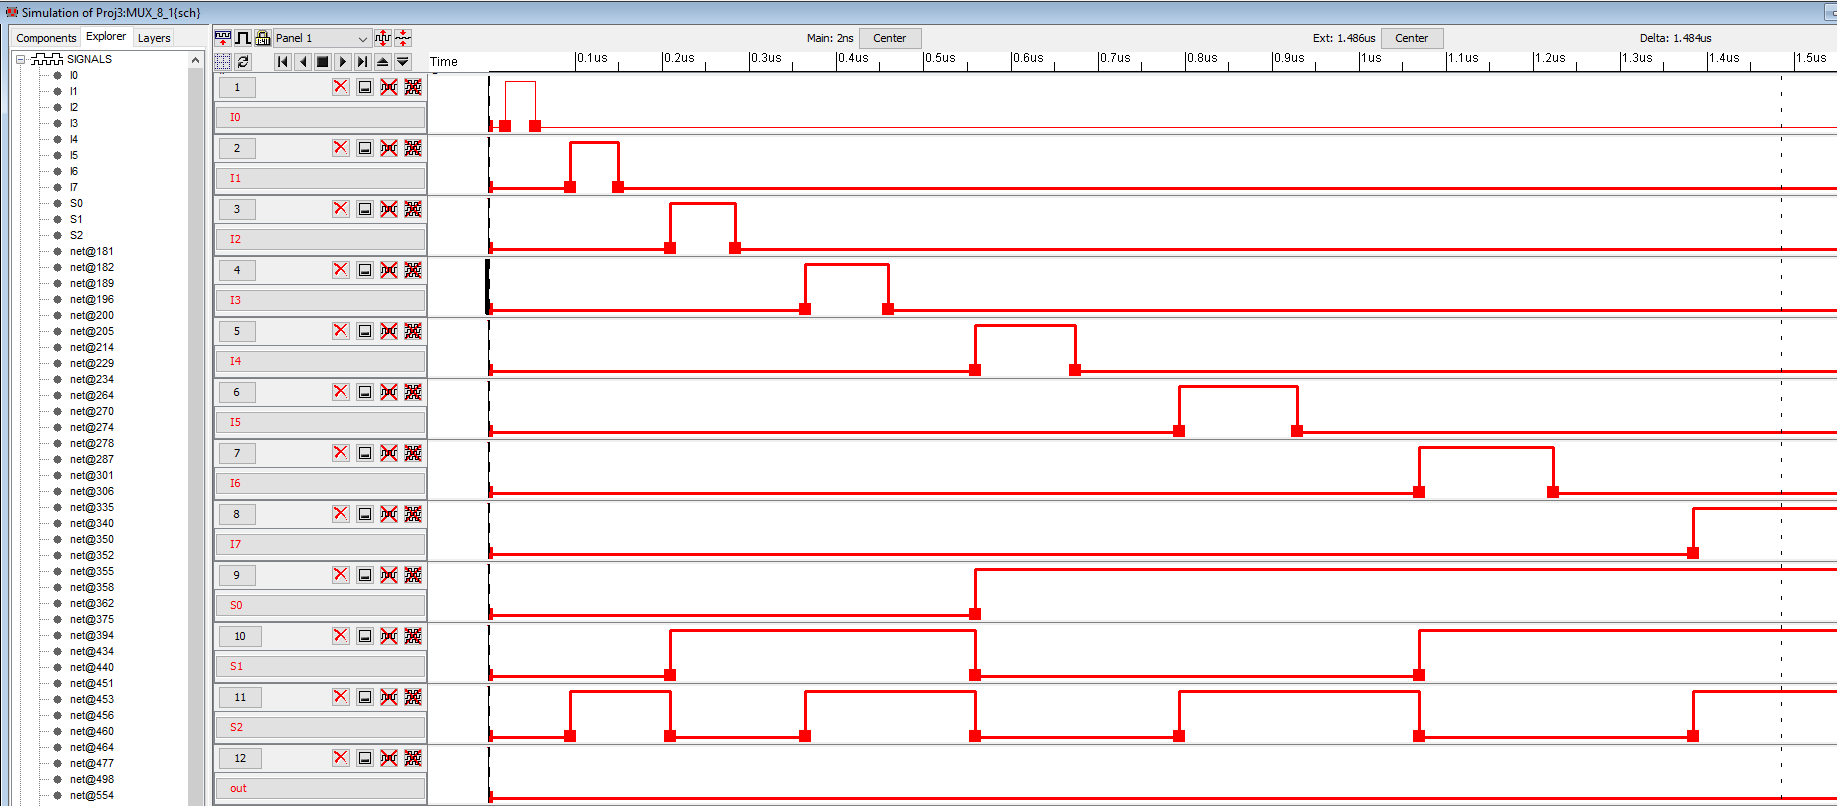 Simulation of Proj3:MUX_8_1{sch}
Components Explorer Layers
SIGNALS
I0
I1
I2
I3
I4
I5
I6
I7
S0
S1
S2
net@181
net@182
net@189
net@196
net@200
net@205
net@214
net@229
net@234
net@264
net@270
net@274
net@278
net@287
net@301
net@306
net@335
net@340
net@350
net@352
net@355
net@358
net@362
net@375
net@394
net@434
net@440
net@451
net@453
net@456
net@460
net@464
net@477
net@498
net@554
Panel 1
Main: 2ns Center Ext: 1.486us Center Delta: 1.484us
Time 0.1us 0.2us 0.3us 0.4us 0.5us 0.6us 0.7us 0.8us 0.9us 1us 1.1us 1.2us 1.3us 1.4us 1.5us
1
I0
2
I1
3
I2
4
I3
5
I4
6
I5
7
I6
8
I7
9
S0
10
S1
11
S2
12
out